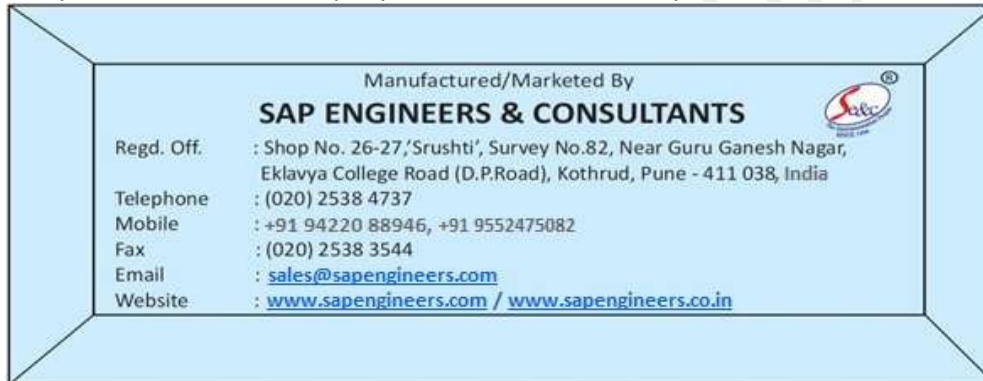 Manufactured/Marketed By
SAP ENGINEERS & CONSULTANTS
®
Sa&c
Regd. Off. : Shop No. 26-27,'Srushti', Survey No.82, Near Guru Ganesh Nagar,
Eklavya College Road (D.P.Road), Kothrud, Pune - 411 038, India
Telephone : (020) 2538 4737
Mobile : +91 94220 88946, +91 9552475082
Fax : (020) 2538 3544
Email : sales@sapengineers.com
Website : www.sapengineers.com / www.sapengineers.co.in